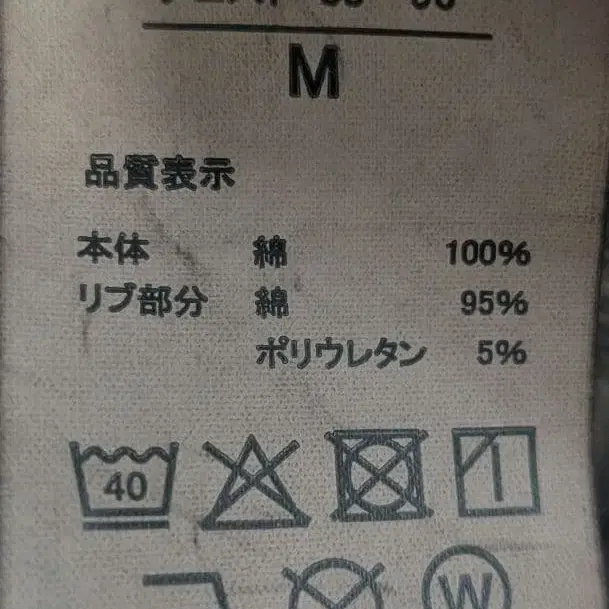 M
品質表示
本体 綿 100%
リブ部分 綿 95%
ポリウレタン 5%
40
W